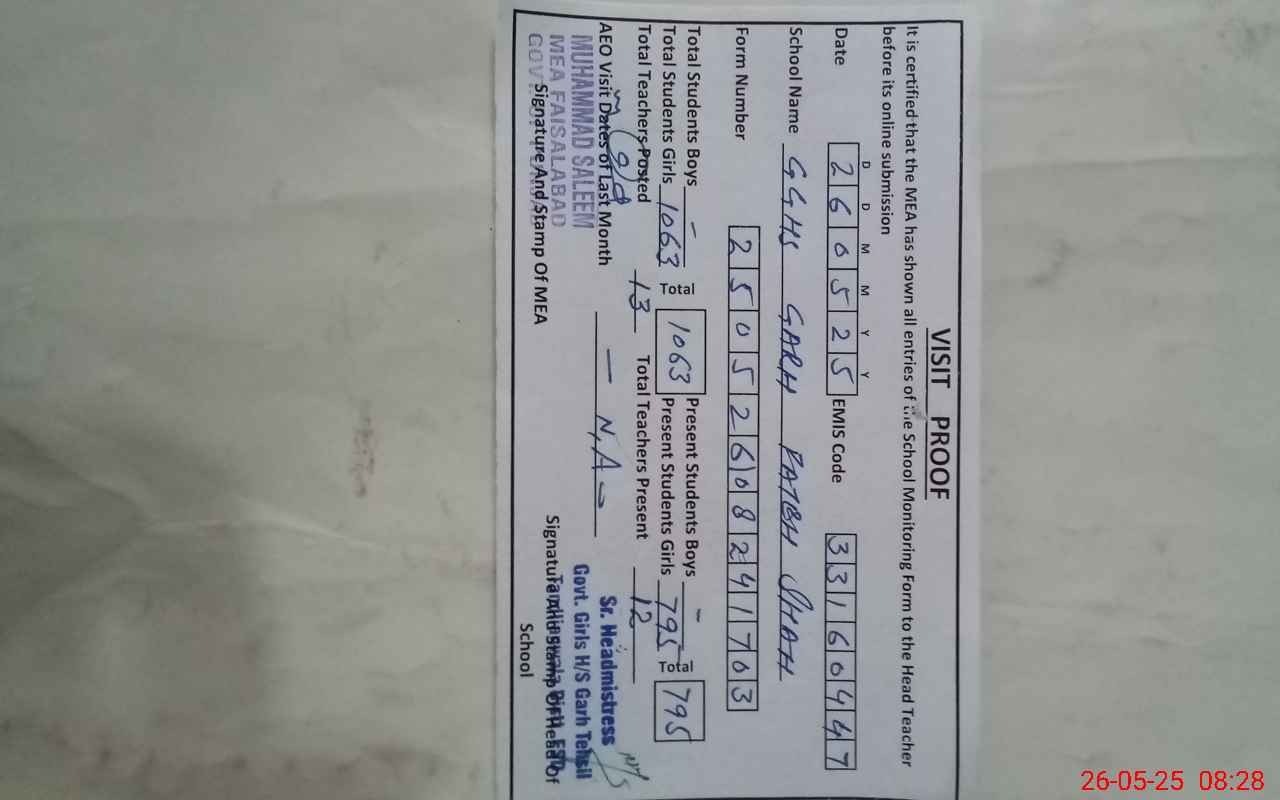 VISIT PROOF
It is certified that the MEA has shown all entries of the School Monitoring Form to the Head Teacher
before its online submission
D D M M Y Y
Date 2 6 0 5 2 5 EMIS Code 3 3 1 6 0 4 4 7
School Name GGHS GARH FATEH SHAH
Form Number 2 5 0 5 2 6 0 8 2 4 1 7 0 3
Total Students Boys - Present Students Boys -
Total Students Girls 1063 Total 1063 Present Students Girls 795 Total 795
Total Teachers Posted 13 Total Teachers Present 12
AEO Visit Dates of Last Month — N,A —
MUHAMMAD SALEEM
MEA FAISALABAD
Signature And Stamp Of MEA
Sr. Headmistress
Govt. Girls H/S Garh Tehsil
Signature And Stamp Of Head Of
School
26-05-25 08:28